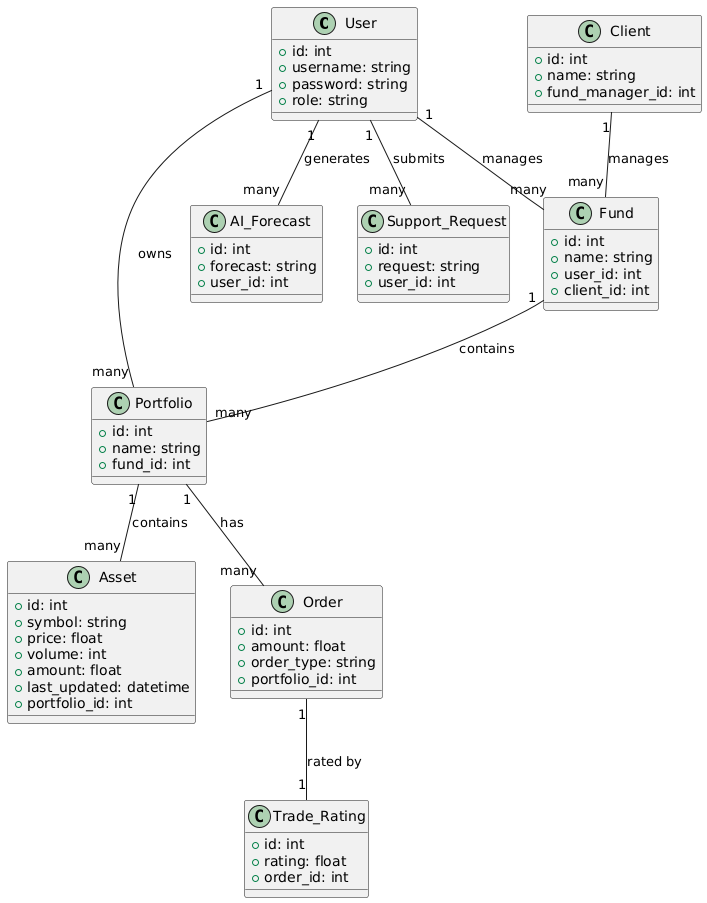 C User
+ id: int
+ username: string
+ password: string
+ role: string
C Client
+ id: int
+ name: string
+ fund_manager_id: int
1
1
1
1
1
generates
submits
manages
manages
many
many
many
many
C AI_Forecast
+ id: int
+ forecast: string
+ user_id: int
C Support_Request
+ id: int
+ request: string
+ user_id: int
C Fund
+ id: int
+ name: string
+ user_id: int
+ client_id: int
owns
1
contains
many
many
C Portfolio
+ id: int
+ name: string
+ fund_id: int
1
1
contains
has
many
many
C Asset
+ id: int
+ symbol: string
+ price: float
+ volume: int
+ amount: float
+ last_updated: datetime
+ portfolio_id: int
C Order
+ id: int
+ amount: float
+ order_type: string
+ portfolio_id: int
1
rated by
1
C Trade_Rating
+ id: int
+ rating: float
+ order_id: int